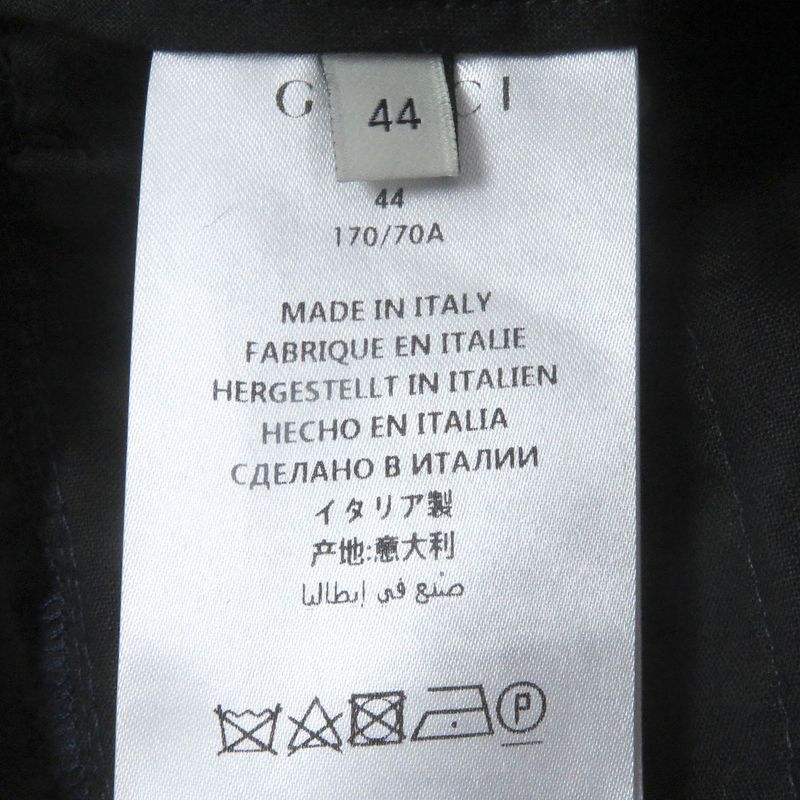 G CI
44
44
170/70A
MADE IN ITALY
FABRIQUE EN ITALIE
HERGESTELLT IN ITALIEN
HECHO EN ITALIA
СДЕЛАНО В ИТАЛИИ
イタリア製
产地:意大利
صنع في إيطاليا
P